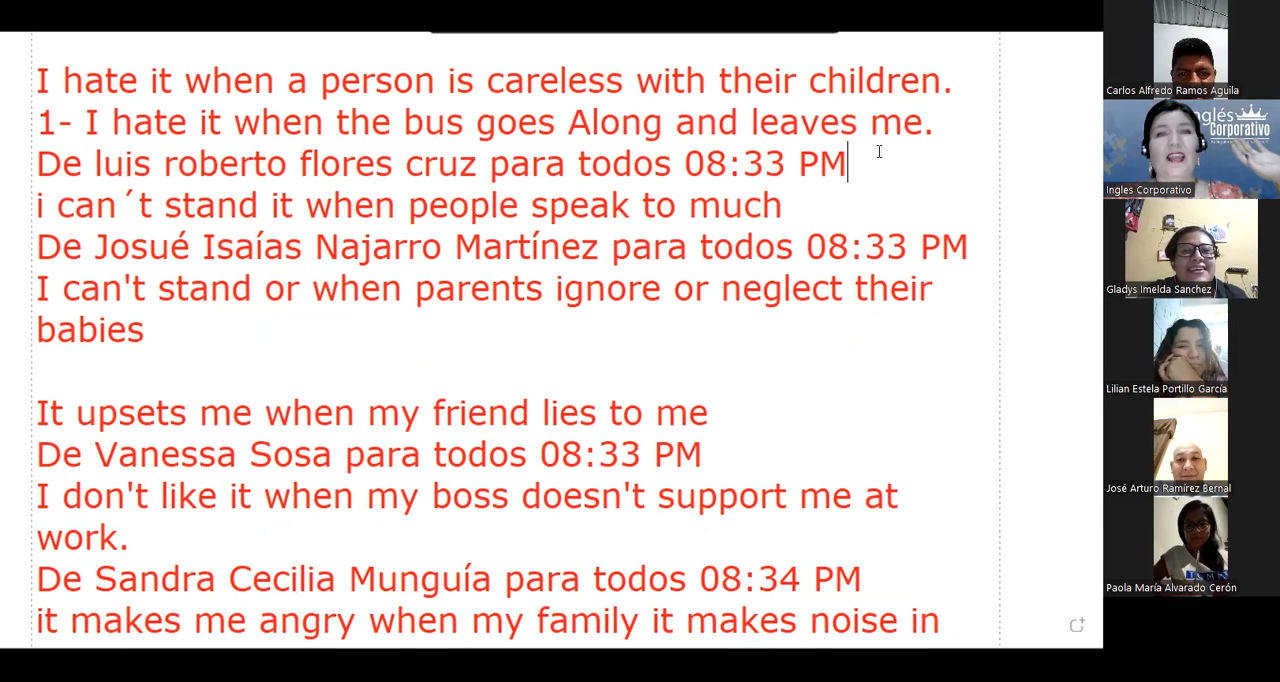 I hate it when a person is careless with their children.
1- I hate it when the bus goes Along and leaves me.
De luis roberto flores cruz para todos 08:33 PM
i can´t stand it when people speak to much
De Josué Isaías Najarro Martínez para todos 08:33 PM
I can't stand or when parents ignore or neglect their
babies
It upsets me when my friend lies to me
De Vanessa Sosa para todos 08:33 PM
I don't like it when my boss doesn't support me at
work.
De Sandra Cecilia Munguía para todos 08:34 PM
it makes me angry when my family it makes noise in
Carlos Alfredo Ramos Aguila
Inglés
Corporativo
Ingles Corporativo
Gladys Imelda Sanchez
Lilian Estela Portillo García
José Arturo Ramírez Bernal
Paola María Alvarado Cerón